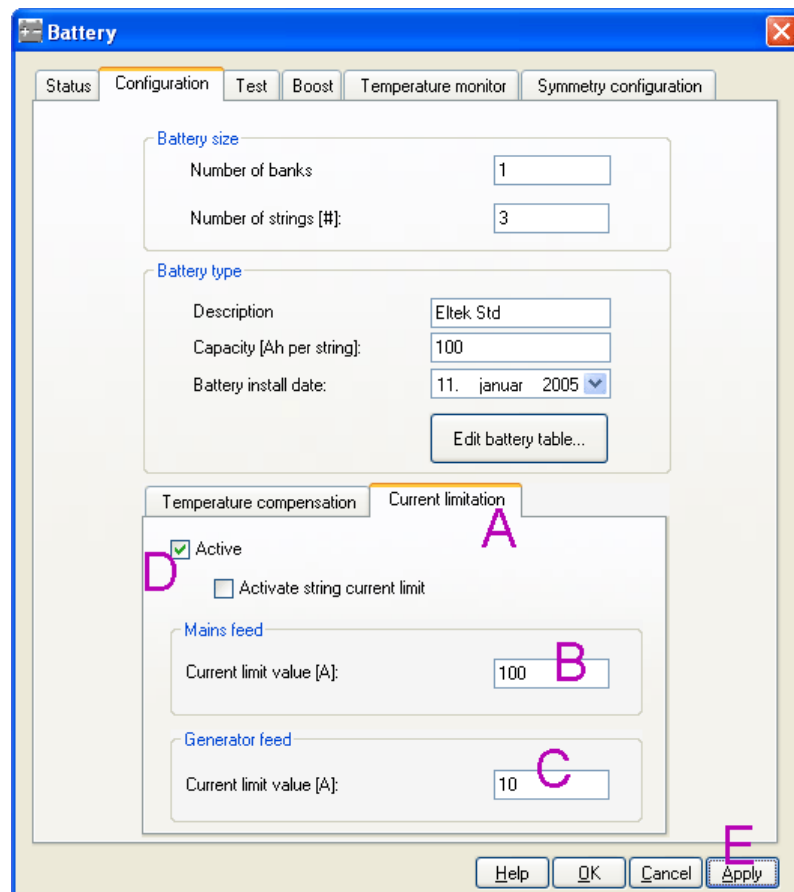 Battery
Status Configuration Test Boost Temperature monitor Symmetry configuration
Battery size
Number of banks 1
Number of strings [#]: 3
Battery type
Description Eltek Std
Capacity [Ah per string]: 100
Battery install date: 11. januar 2005
Edit battery table...
Temperature compensation Current limitation
A
Active
D
Activate string current limit
Mains feed
Current limit value [A]: 100 B
Generator feed
Current limit value [A]: 10 C
E
Help OK Cancel Apply